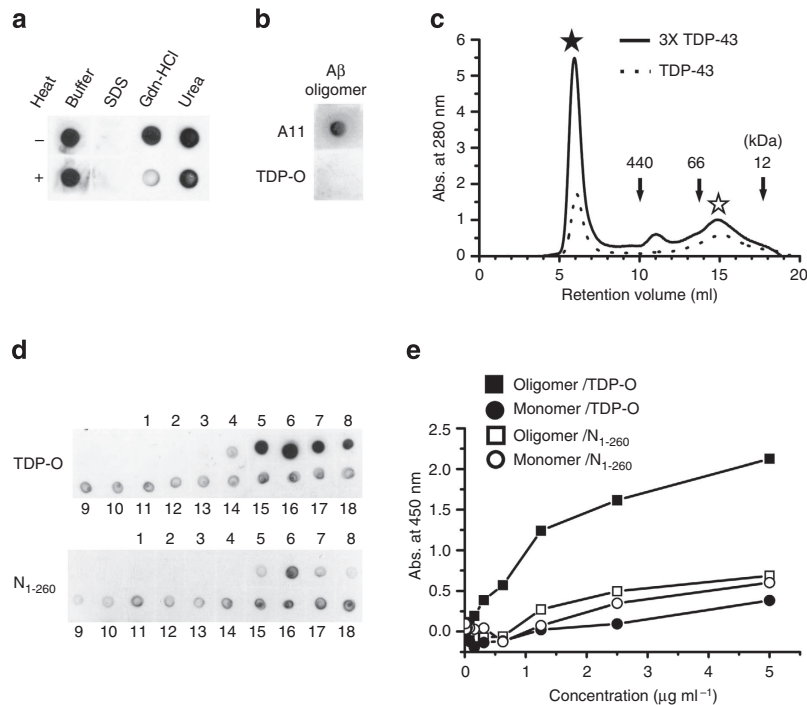 a
Heat
Buffer
SDS
Gdn-HCl
Urea
–
+
b
Aβ
oligomer
A11
TDP-O
c
3X TDP-43
TDP-43
Abs. at 280 nm
6
5
4
3
2
1
0
440
66
(kDa)
12
0 5 10 15 20
Retention volume (ml)
d
TDP-O
1 2 3 4 5 6 7 8
9 10 11 12 13 14 15 16 17 18
N1-260
1 2 3 4 5 6 7 8
9 10 11 12 13 14 15 16 17 18
e
Oligomer /TDP-O
Monomer /TDP-O
Oligomer /N1-260
Monomer /N1-260
Abs. at 450 nm
2.5
2.0
1.5
1.0
0.5
0.0
0 1 2 3 4 5
Concentration (μg ml⁻¹)